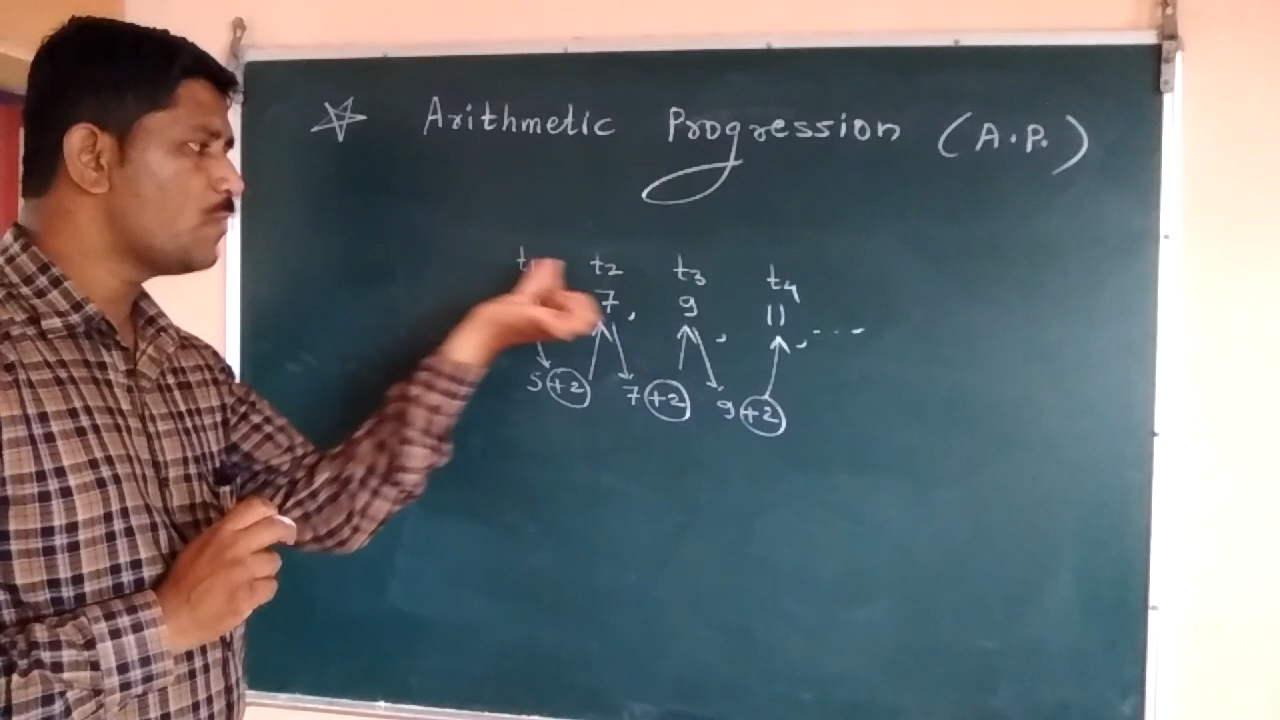 ☆ Arithmetic Progression (A.P.)
t2 t3 t4
7, 9, 11, ----
5 +2 7 +2 9 +2